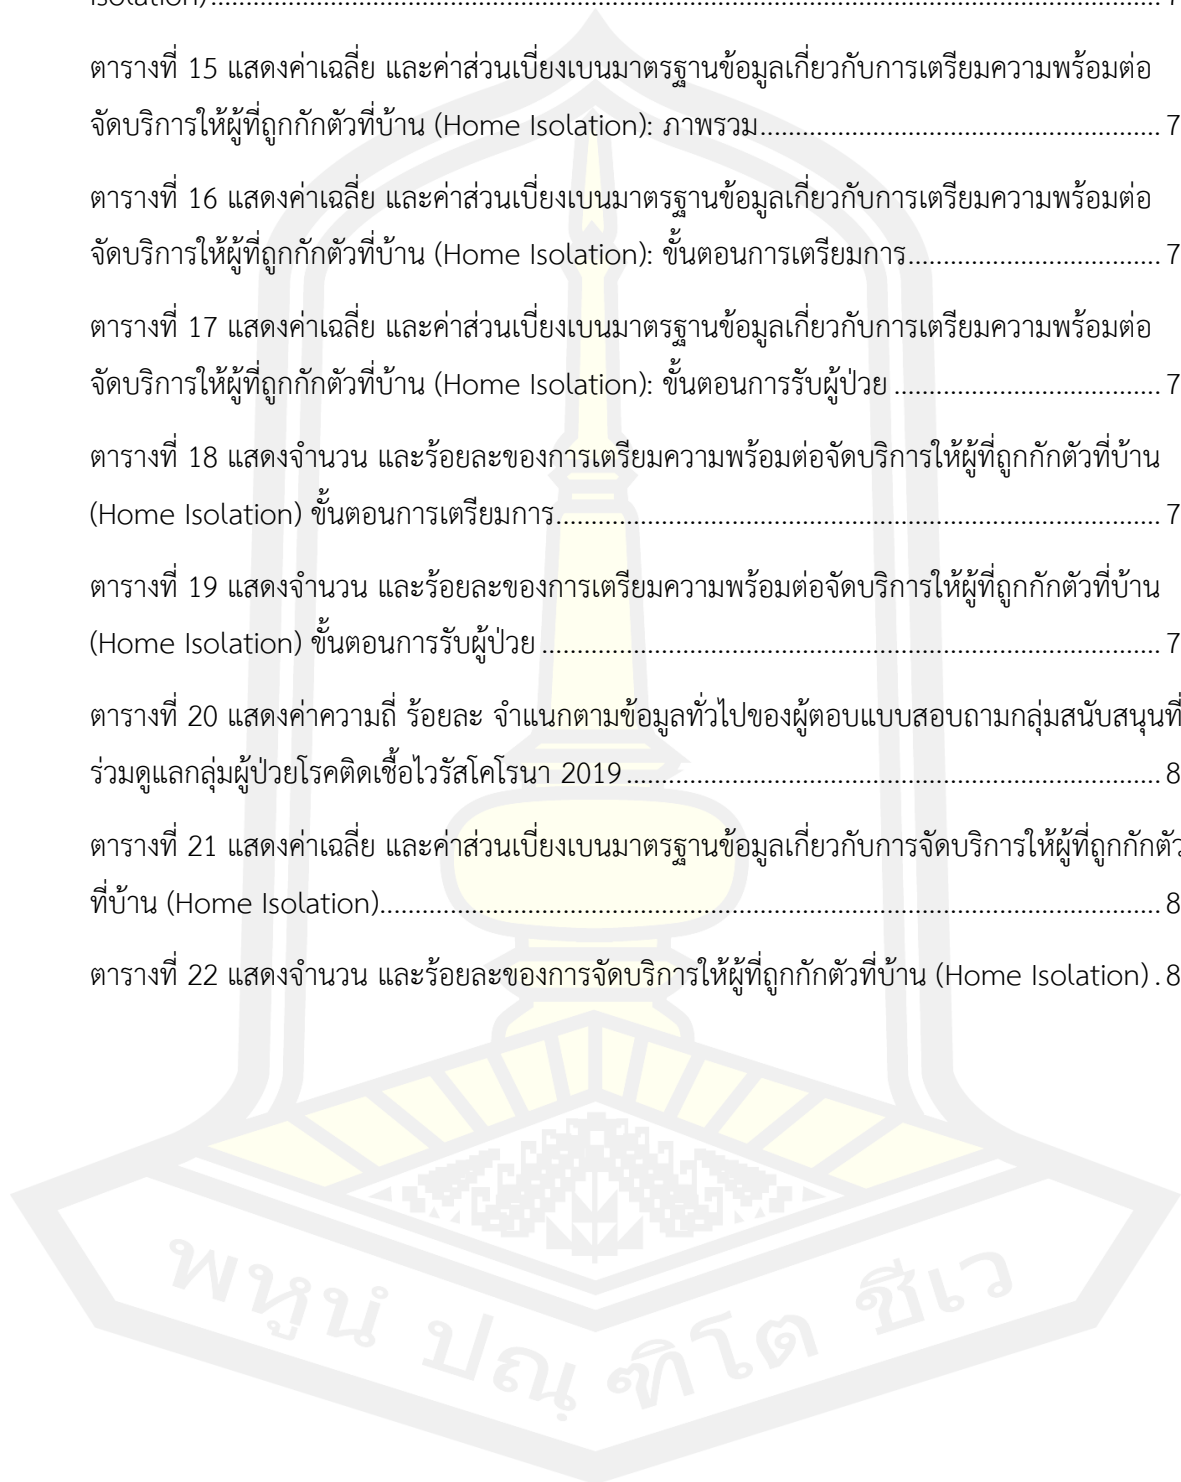 Isolation)....................................................................................................................................
ตารางที่ 15 แสดงค่าเฉลี่ย และค่าส่วนเบี่ยงเบนมาตรฐานข้อมูลเกี่ยวกับการเตรียมความพร้อมต่อ
จัดบริการให้ผู้ที่ถูกกักตัวที่บ้าน (Home Isolation): ภาพรวม......................................................... 7
ตารางที่ 16 แสดงค่าเฉลี่ย และค่าส่วนเบี่ยงเบนมาตรฐานข้อมูลเกี่ยวกับการเตรียมความพร้อมต่อ
จัดบริการให้ผู้ที่ถูกกักตัวที่บ้าน (Home Isolation): ขั้นตอนการเตรียมการ.................................... 7
ตารางที่ 17 แสดงค่าเฉลี่ย และค่าส่วนเบี่ยงเบนมาตรฐานข้อมูลเกี่ยวกับการเตรียมความพร้อมต่อ
จัดบริการให้ผู้ที่ถูกกักตัวที่บ้าน (Home Isolation): ขั้นตอนการรับผู้ป่วย ...................................... 7
ตารางที่ 18 แสดงจำนวน และร้อยละของการเตรียมความพร้อมต่อจัดบริการให้ผู้ที่ถูกกักตัวที่บ้าน
(Home Isolation) ขั้นตอนการเตรียมการ...................................................................................... 7
ตารางที่ 19 แสดงจำนวน และร้อยละของการเตรียมความพร้อมต่อจัดบริการให้ผู้ที่ถูกกักตัวที่บ้าน
(Home Isolation) ขั้นตอนการรับผู้ป่วย ........................................................................................ 7
ตารางที่ 20 แสดงค่าความถี่ ร้อยละ จำแนกตามข้อมูลทั่วไปของผู้ตอบแบบสอบถามกลุ่มสนับสนุนที่
ร่วมดูแลกลุ่มผู้ป่วยโรคติดเชื้อไวรัสโคโรนา 2019............................................................................ 8
ตารางที่ 21 แสดงค่าเฉลี่ย และค่าส่วนเบี่ยงเบนมาตรฐานข้อมูลเกี่ยวกับการจัดบริการให้ผู้ที่ถูกกักตัว
ที่บ้าน (Home Isolation)............................................................................................................... 8
ตารางที่ 22 แสดงจำนวน และร้อยละของการจัดบริการให้ผู้ที่ถูกกักตัวที่บ้าน (Home Isolation) . 8
พหูนํ ปณฺฑิโต ชีเว